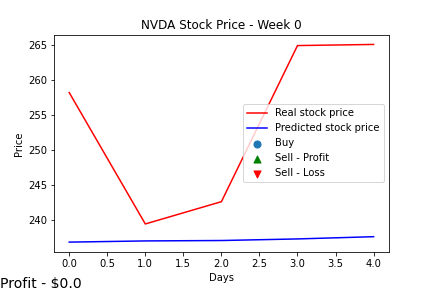 NVDA Stock Price - Week 0
265
260
255
250
245
240
Price
Real stock price
Predicted stock price
Buy
Sell - Profit
Sell - Loss
0.0 0.5 1.0 1.5 2.0 2.5 3.0 3.5 4.0
Days
Profit - $0.0